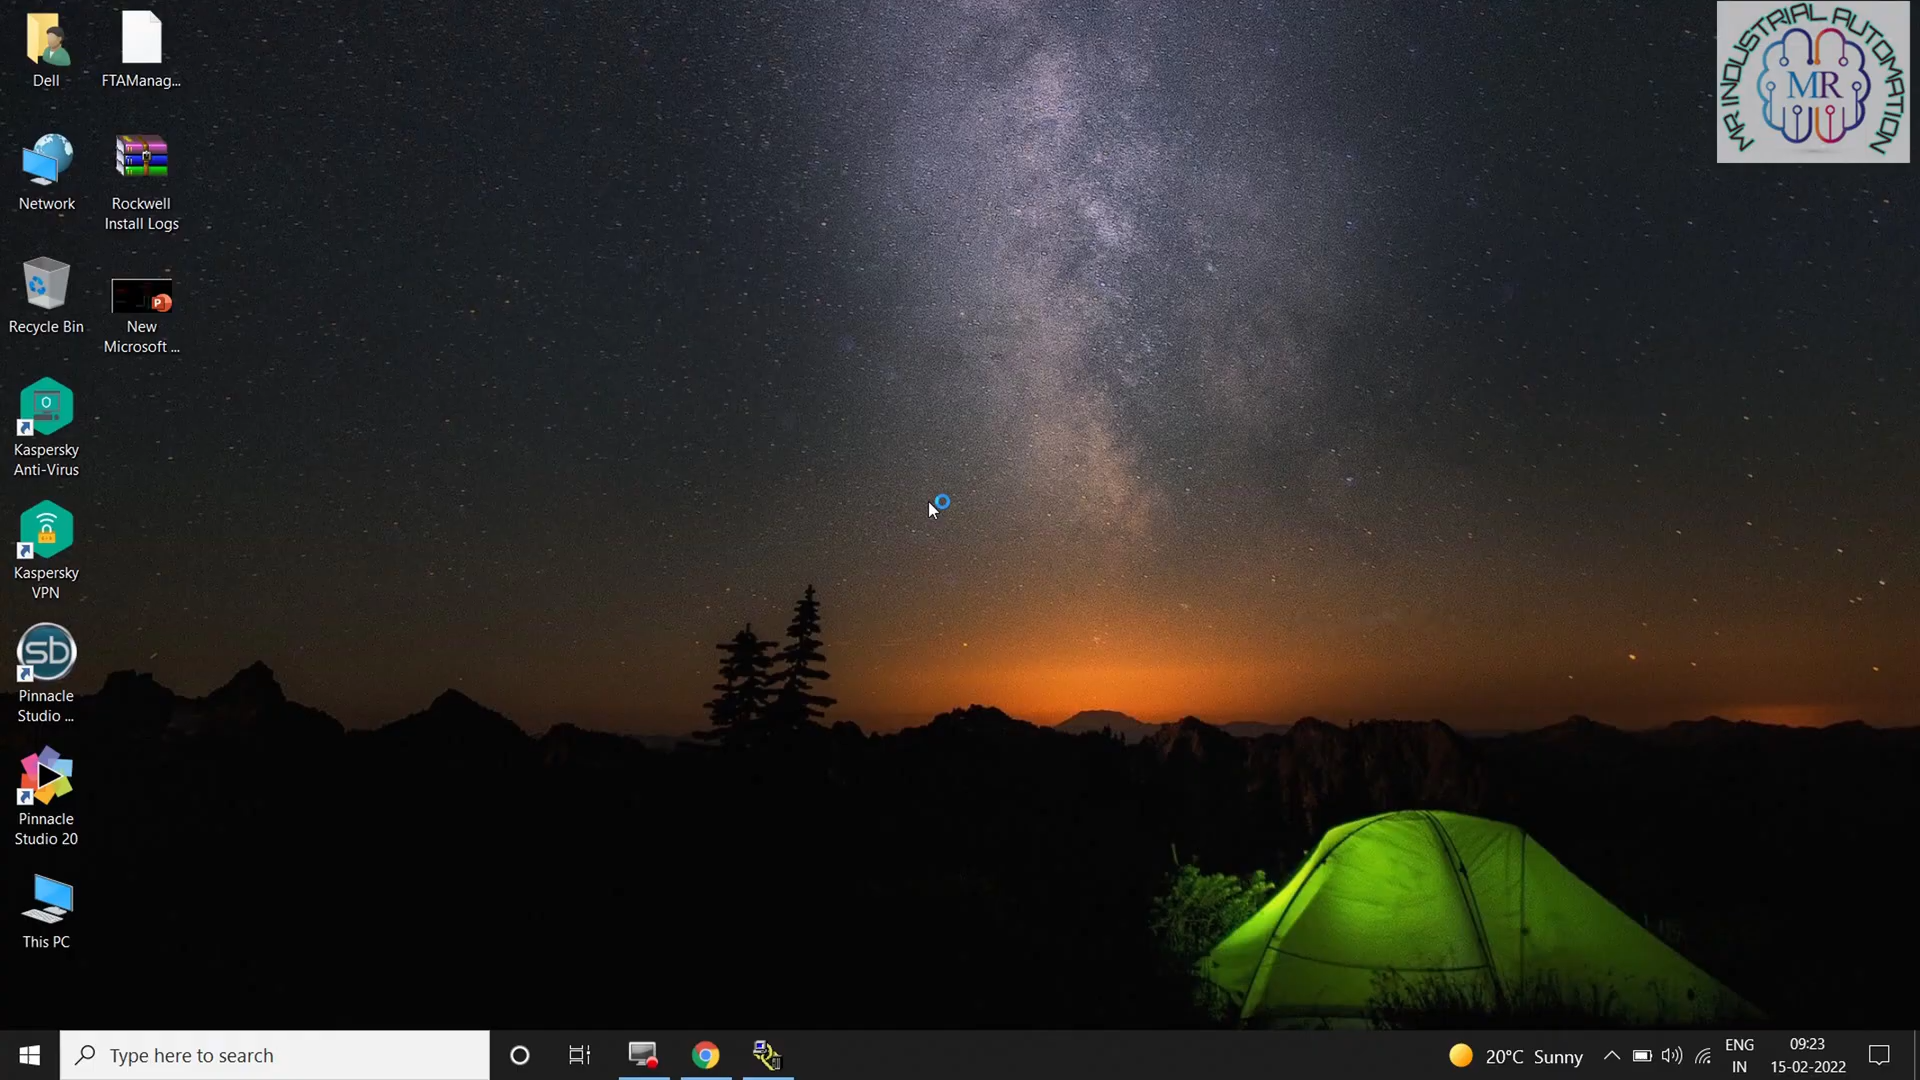 Dell
FTAManag...
MR INDUSTRIAL AUTOMATION
MR
Network
Rockwell
Install Logs
Recycle Bin
P
New
Microsoft ...
Kaspersky
Anti-Virus
Kaspersky
VPN
sb
Pinnacle
Studio ...
Pinnacle
Studio 20
This PC
Type here to search
20°C Sunny
ENG
IN
09:23
15-02-2022